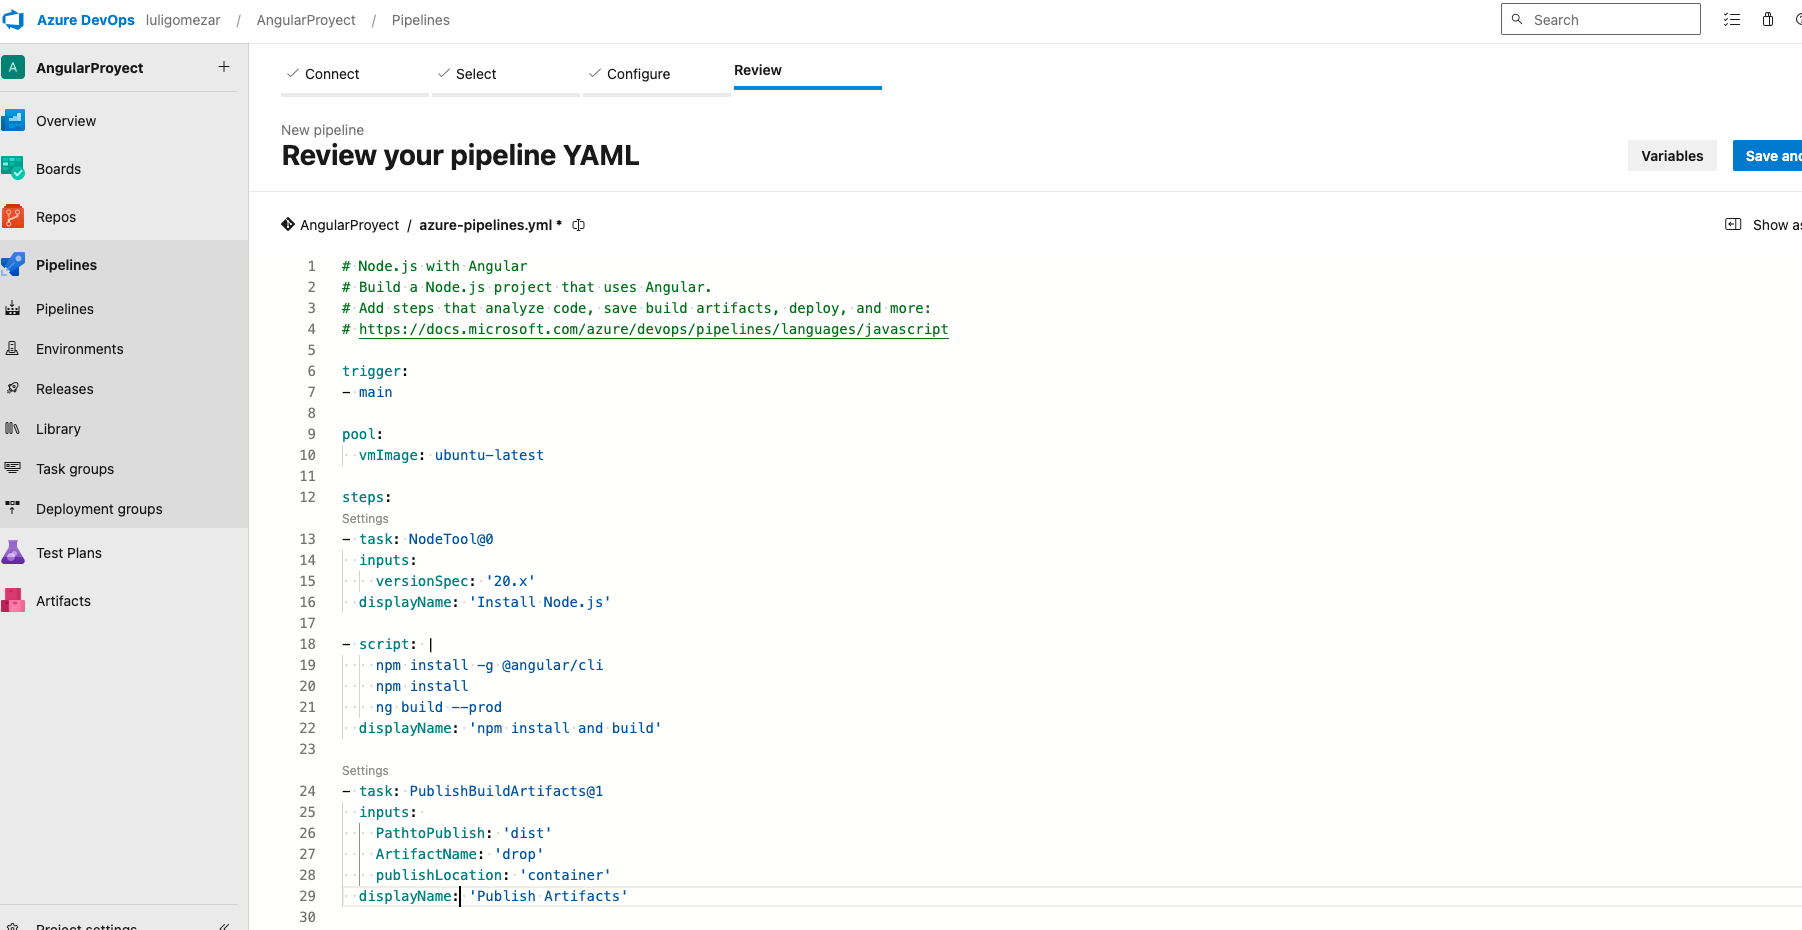 Azure DevOps luligomezar / AngularProyect / Pipelines Search
A AngularProyect +
Overview
Boards
Repos
Pipelines
Pipelines
Environments
Releases
Library
Task groups
Deployment groups
Test Plans
Artifacts
Project settings
Connect Select Configure Review
New pipeline
Review your pipeline YAML
Variables Save and
AngularProyect / azure-pipelines.yml *
Show as
1 # Node.js with Angular
2 # Build a Node.js project that uses Angular.
3 # Add steps that analyze code, save build artifacts, deploy, and more:
4 # https://docs.microsoft.com/azure/devops/pipelines/languages/javascript
5
6 trigger:
7 - main
8
9 pool:
10   vmImage: ubuntu-latest
11
12 steps:
Settings
13 - task: NodeTool@0
14   inputs:
15     versionSpec: '20.x'
16   displayName: 'Install Node.js'
17
18 - script: |
19     npm install -g @angular/cli
20     npm install
21     ng build --prod
22   displayName: 'npm install and build'
23
Settings
24 - task: PublishBuildArtifacts@1
25   inputs:
26     PathtoPublish: 'dist'
27     ArtifactName: 'drop'
28     publishLocation: 'container'
29   displayName: 'Publish Artifacts'
30